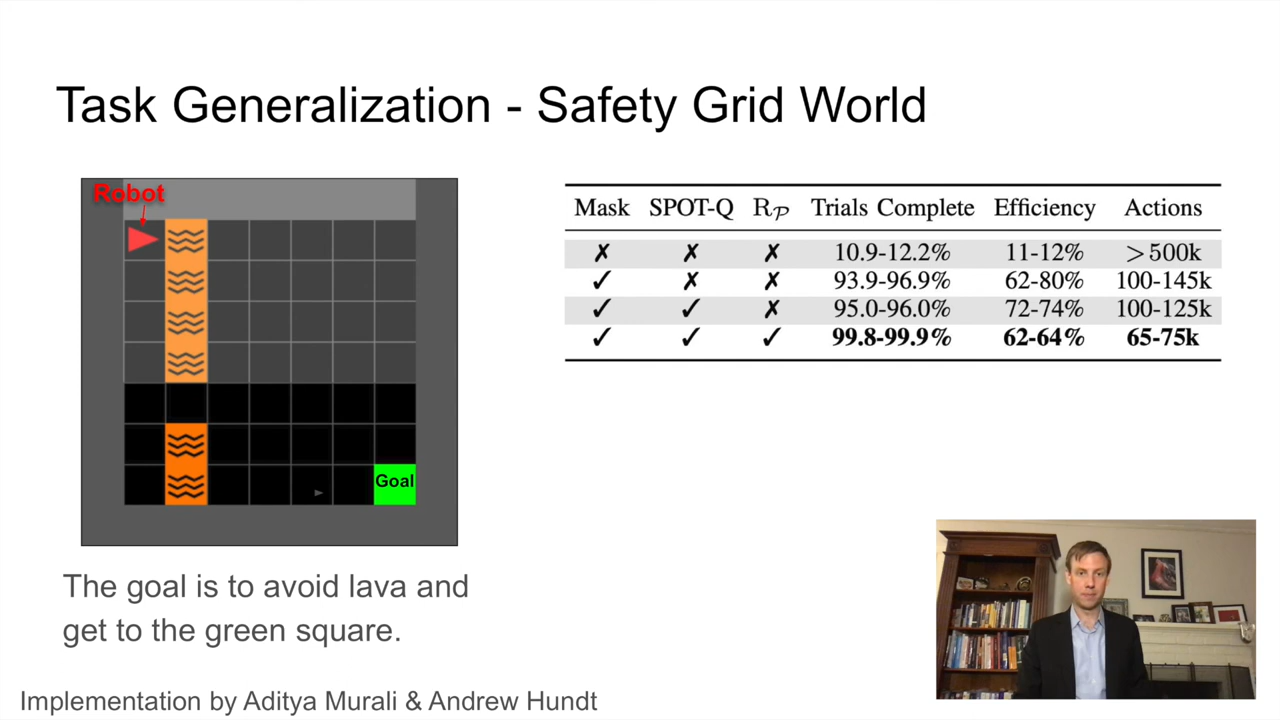 Task Generalization - Safety Grid World
Robot
Goal
Mask SPOT-Q R𝒫 Trials Complete Efficiency Actions
✗ ✗ ✗ 10.9-12.2% 11-12% >500k
✓ ✗ ✗ 93.9-96.9% 62-80% 100-145k
✓ ✓ ✗ 95.0-96.0% 72-74% 100-125k
✓ ✓ ✓ 99.8-99.9% 62-64% 65-75k
The goal is to avoid lava and
get to the green square.
Implementation by Aditya Murali & Andrew Hundt